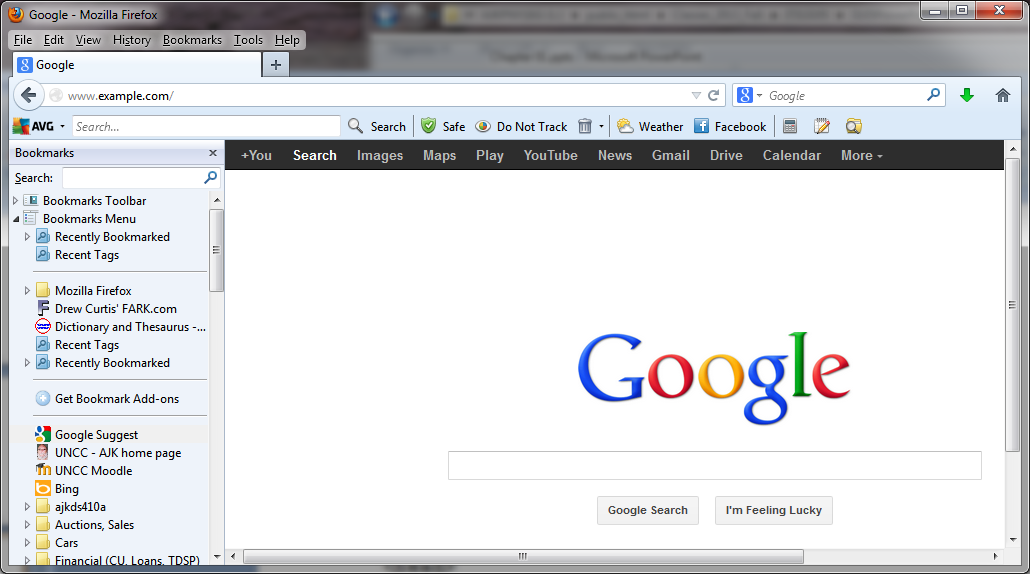 Google - Mozilla Firefox
File Edit View History Bookmarks Tools Help
Google
www.example.com/
Google
AVG Search... Search Safe Do Not Track Weather Facebook
Bookmarks
+You Search Images Maps Play YouTube News Gmail Drive Calendar More
Search:
Bookmarks Toolbar
Bookmarks Menu
Recently Bookmarked
Recent Tags
Mozilla Firefox
Drew Curtis' FARK.com
Dictionary and Thesaurus -...
Recent Tags
Recently Bookmarked
Get Bookmark Add-ons
Google Suggest
UNCC - AJK home page
UNCC Moodle
Bing
ajkds410a
Auctions, Sales
Cars
Financial (CU, Loans, TDSP)
Google
Google Search I'm Feeling Lucky